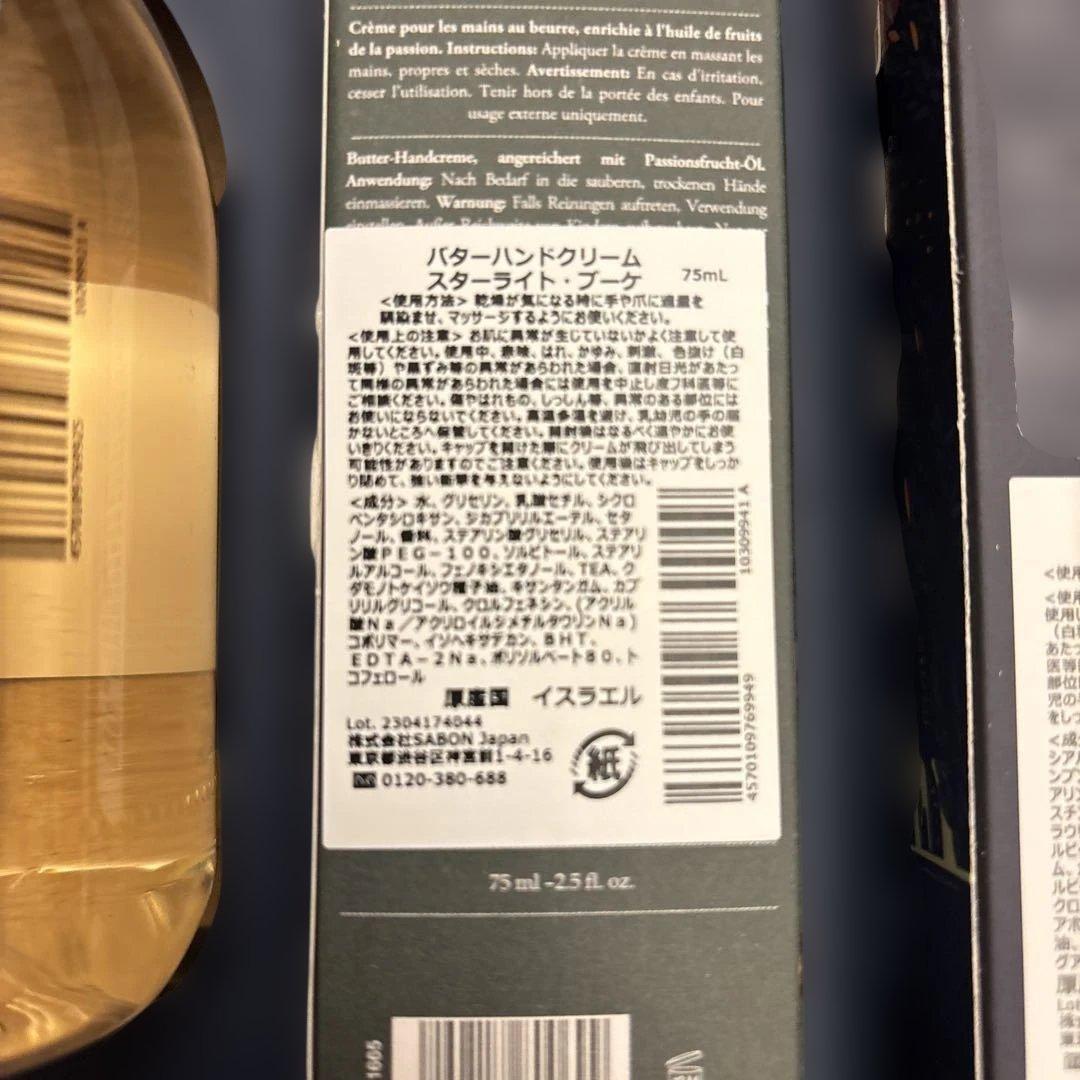 Crème pour les mains au beurre, enrichie à l'huile de fruits
de la passion. Instructions: Appliquer la crème en massant les
mains, propres et sèches. Avertissement: En cas d'irritation,
cesser l'utilisation. Tenir hors de la portée des enfants. Pour
usage externe uniquement.
Butter-Handcreme, angereichert mit Passionsfrucht-Öl.
Anwendung: Nach Bedarf in die sauberen, trockenen Hände
einmassieren. Warnung: Falls Reizungen auftreten, Verwendung
バターハンドクリーム
スターライト・ブーケ 75mL
<使用方法> 乾燥が気になる時に手や爪に適量を
馴染ませ、マッサージするようにお使いください。
<使用上の注意> お肌に異常が生じていないかよく注意して使
用してください。使用中、赤味、はれ、かゆみ、刺激、色抜け(白
斑等)や黒ずみ等の異常があらわれた場合、直射日光があたっ
て同様の異常があらわれた場合には使用を中止し皮フ科医等に
ご相談ください。傷やはれもの、しっしん等、異常のある部位には
お使いにならないでください。高温多湿を避け、乳幼児の手の届
かないところへ保管してください。開封後はなるべく速やかにお使
いきりください。キャップを開けた際にクリームが飛び出してしまう
可能性がありますのでご注意ください。使用後はキャップをしっか
り閉めて、強い衝撃を与えないようにしてください。
<成分> 水、グリセリン、乳酸セチル、シクロ
ペンタシロキサン、ジカプリリルエーテル、セタ
ノール、香料、ステアリン酸グリセリル、ステアリ
ン酸PEG-100、ソルビトール、ステアリ
ルアルコール、フェノキシエタノール、TEA、ク
ダモノトケイソウ種子油、キサンタンガム、カプ
リリルグリコール、クロルフェネシン、(アクリル
酸Na/アクリロイルジメチルタウリンNa)
コポリマー、イソヘキサデカン、BHT、
EDTA-2Na、ポリソルベート80、ト
コフェロール
原産国 イスラエル
Lot. 2304174044
株式会社SABON Japan
東京都渋谷区神宮前1-4-16
0120-380-688
紙
10309941A
4570109769949
75 ml -2.5 fl. oz.
1665